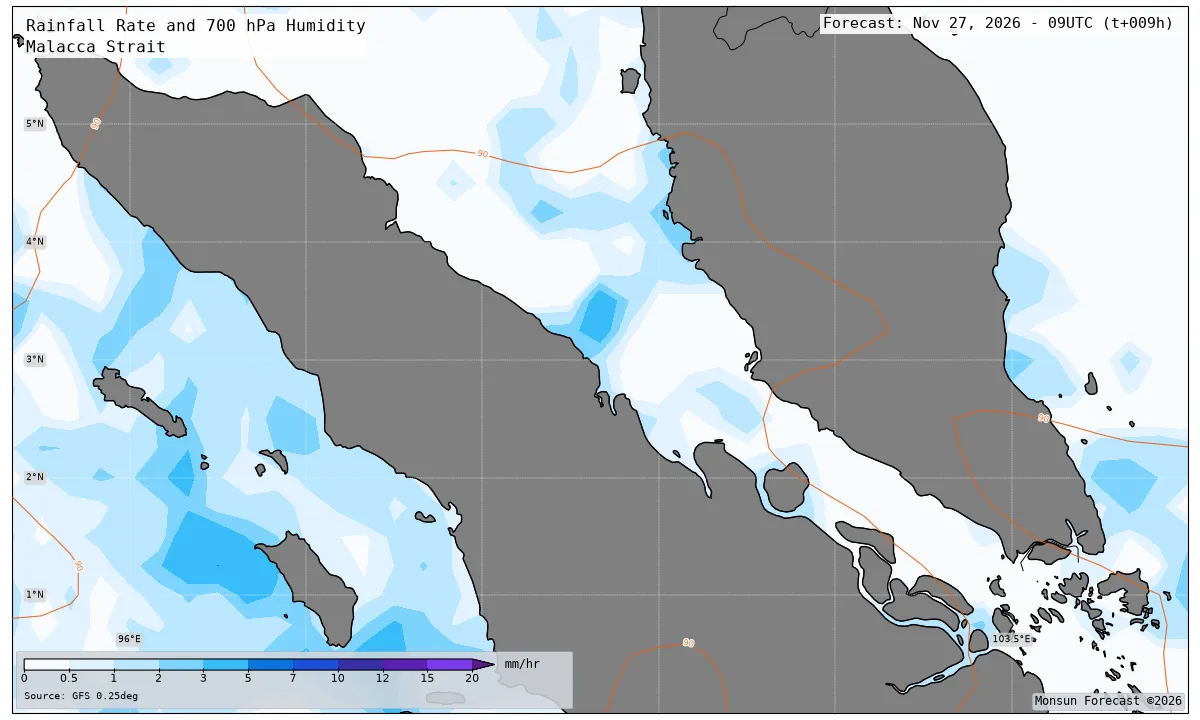 Rainfall Rate and 700 hPa Humidity
Malacca Strait
Forecast: Nov 27, 2026 - 09UTC (t+009h)
5°N
90
90
4°N
3°N
90
2°N
90
1°N
96°E
103.5°E
90
mm/hr
0 0.5 1 2 3 5 7 10 12 15 20
Source: GFS 0.25deg
Monsun Forecast ©2026